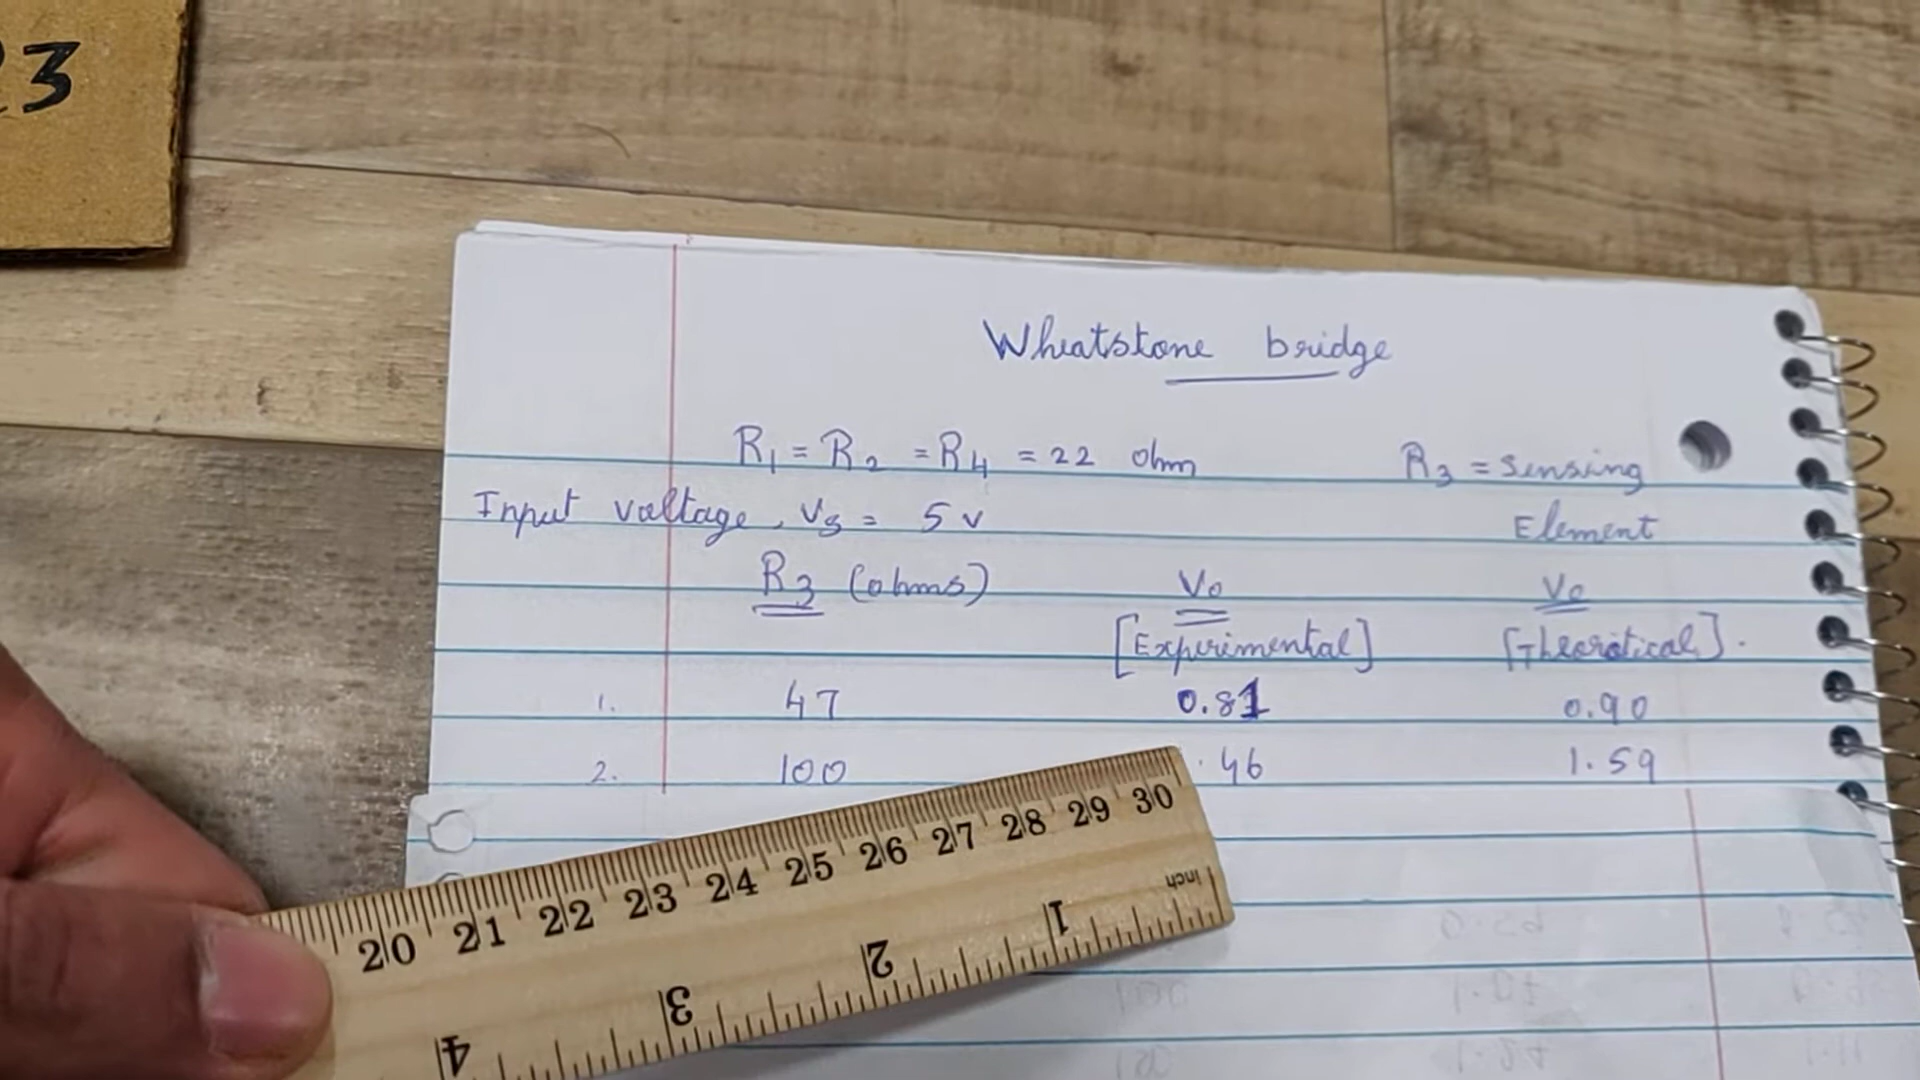 23
Wheatstone bridge
R1 = R2 = R4 = 22 ohm R3 = sensing
Input voltage, Vs = 5 v Element
R3 (ohms) Vo Vo
[Experimental] [Theoritical].
1. 47 0.81 0.90
2. 100 .46 1.59
20 21 22 23 24 25 26 27 28 29 30
inch
4 3 2 1